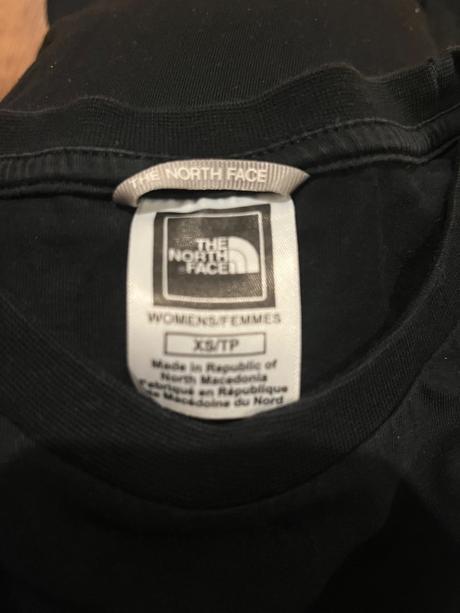 THE NORTH FACE
THE
NORTH
FACE
WOMENS/FEMMES
XS/TP
Made in Republic of
North Macedonia
Fabriqué en République
de Macédoine du Nord